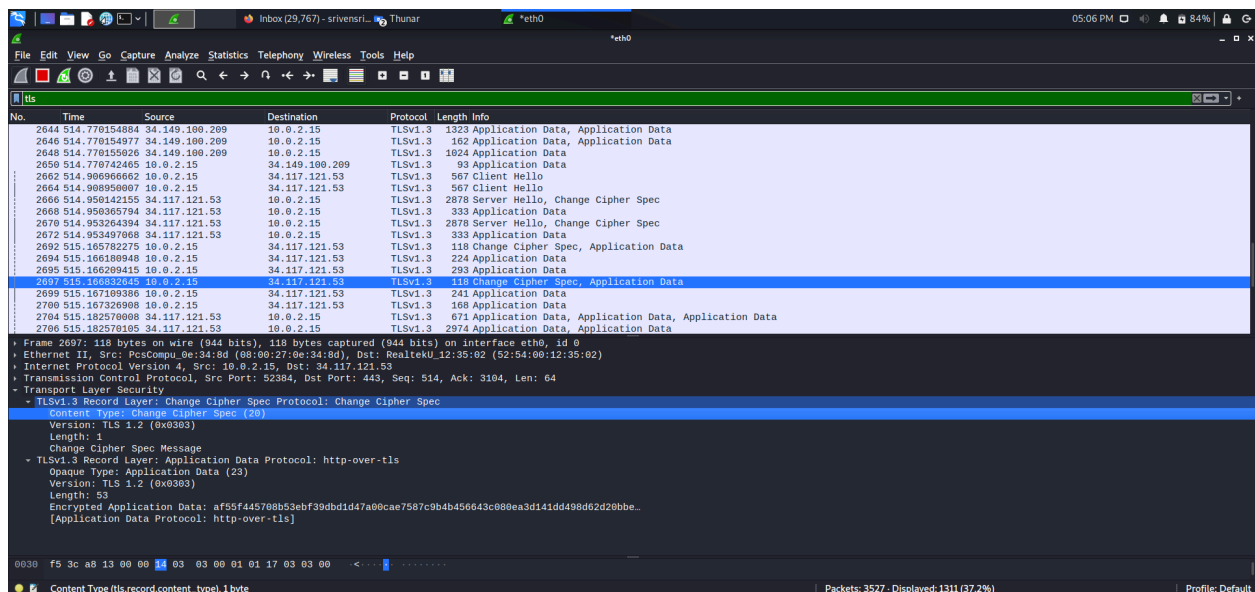 Inbox (29,767) - srivensri... Thunar *eth0 05:06 PM 84%
*eth0
File Edit View Go Capture Analyze Statistics Telephony Wireless Tools Help
tls
No. Time Source Destination Protocol Length Info
2644 514.770154884 34.149.100.209 10.0.2.15 TLSv1.3 1323 Application Data, Application Data
2646 514.770154977 34.149.100.209 10.0.2.15 TLSv1.3 162 Application Data, Application Data
2648 514.770155026 34.149.100.209 10.0.2.15 TLSv1.3 1024 Application Data
2650 514.770742465 10.0.2.15 34.149.100.209 TLSv1.3 93 Application Data
2662 514.906966662 10.0.2.15 34.117.121.53 TLSv1.3 567 Client Hello
2664 514.908950007 10.0.2.15 34.117.121.53 TLSv1.3 567 Client Hello
2666 514.950142155 34.117.121.53 10.0.2.15 TLSv1.3 2878 Server Hello, Change Cipher Spec
2668 514.950365794 34.117.121.53 10.0.2.15 TLSv1.3 333 Application Data
2670 514.953264394 34.117.121.53 10.0.2.15 TLSv1.3 2878 Server Hello, Change Cipher Spec
2672 514.953497068 34.117.121.53 10.0.2.15 TLSv1.3 333 Application Data
2692 515.165782275 10.0.2.15 34.117.121.53 TLSv1.3 118 Change Cipher Spec, Application Data
2694 515.166180948 10.0.2.15 34.117.121.53 TLSv1.3 224 Application Data
2695 515.166209415 10.0.2.15 34.117.121.53 TLSv1.3 293 Application Data
2697 515.166832645 10.0.2.15 34.117.121.53 TLSv1.3 118 Change Cipher Spec, Application Data
2699 515.167109386 10.0.2.15 34.117.121.53 TLSv1.3 241 Application Data
2700 515.167326908 10.0.2.15 34.117.121.53 TLSv1.3 168 Application Data
2704 515.182570008 34.117.121.53 10.0.2.15 TLSv1.3 671 Application Data, Application Data, Application Data
2706 515.182570105 34.117.121.53 10.0.2.15 TLSv1.3 2974 Application Data, Application Data
Frame 2697: 118 bytes on wire (944 bits), 118 bytes captured (944 bits) on interface eth0, id 0
Ethernet II, Src: PcsCompu_0e:34:8d (08:00:27:0e:34:8d), Dst: RealtekU_12:35:02 (52:54:00:12:35:02)
Internet Protocol Version 4, Src: 10.0.2.15, Dst: 34.117.121.53
Transmission Control Protocol, Src Port: 52384, Dst Port: 443, Seq: 514, Ack: 3104, Len: 64
Transport Layer Security
TLSv1.3 Record Layer: Change Cipher Spec Protocol: Change Cipher Spec
Content Type: Change Cipher Spec (20)
Version: TLS 1.2 (0x0303)
Length: 1
Change Cipher Spec Message
TLSv1.3 Record Layer: Application Data Protocol: http-over-tls
Opaque Type: Application Data (23)
Version: TLS 1.2 (0x0303)
Length: 53
Encrypted Application Data: af55f445708b53ebf39dbd1d47a00cae7587c9b4b456643c080ea3d141dd498d62d20bbe…
[Application Data Protocol: http-over-tls]
0030 f5 3c a8 13 00 00 14 03 03 00 01 01 17 03 03 00 ·<······ ········
Content Type (tls.record.content_type), 1 byte Packets: 3527 · Displayed: 1311 (37.2%) Profile: Default